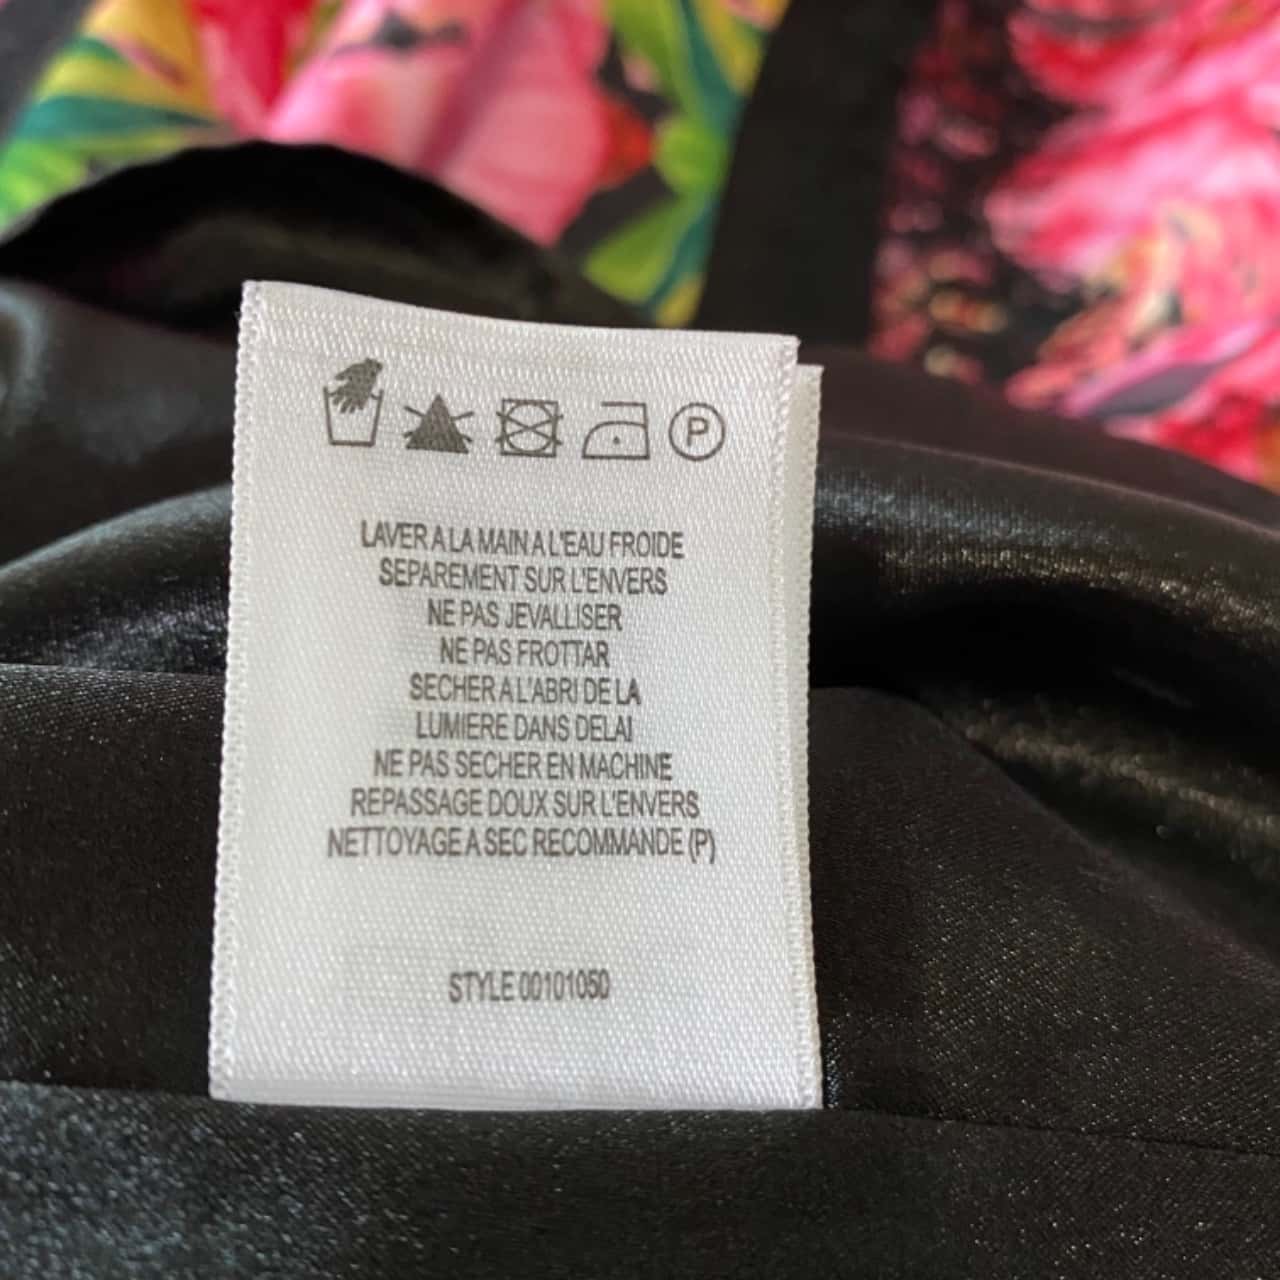 P
LAVER A LA MAIN A L'EAU FROIDE
SEPAREMENT SUR L'ENVERS
NE PAS JEVALLISER
NE PAS FROTTAR
SECHER A L'ABRI DE LA
LUMIERE DANS DELAI
NE PAS SECHER EN MACHINE
REPASSAGE DOUX SUR L'ENVERS
NETTOYAGE A SEC RECOMMANDE (P)
STYLE 00101050